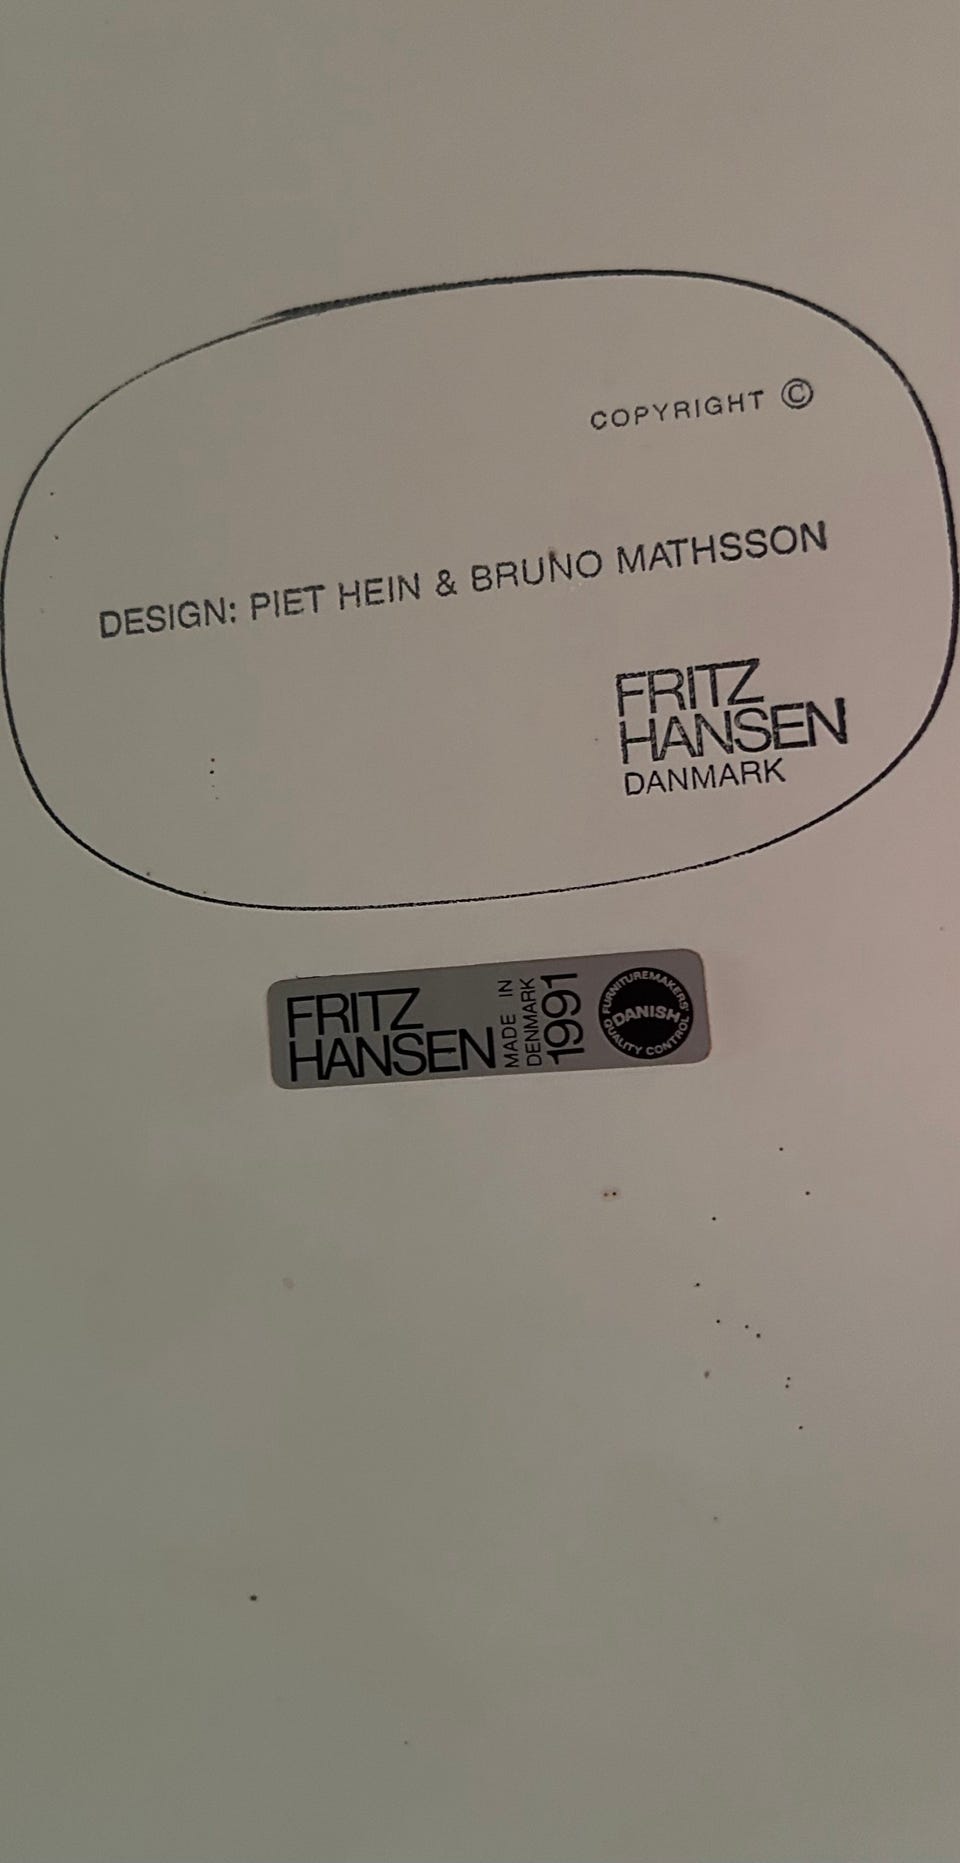 COPYRIGHT ©
DESIGN: PIET HEIN & BRUNO MATHSSON
FRITZ
HANSEN
DANMARK
FRITZ
HANSEN
MADE IN
DENMARK
1991
FURNITUREMAKERS'
DANISH
QUALITY CONTROL